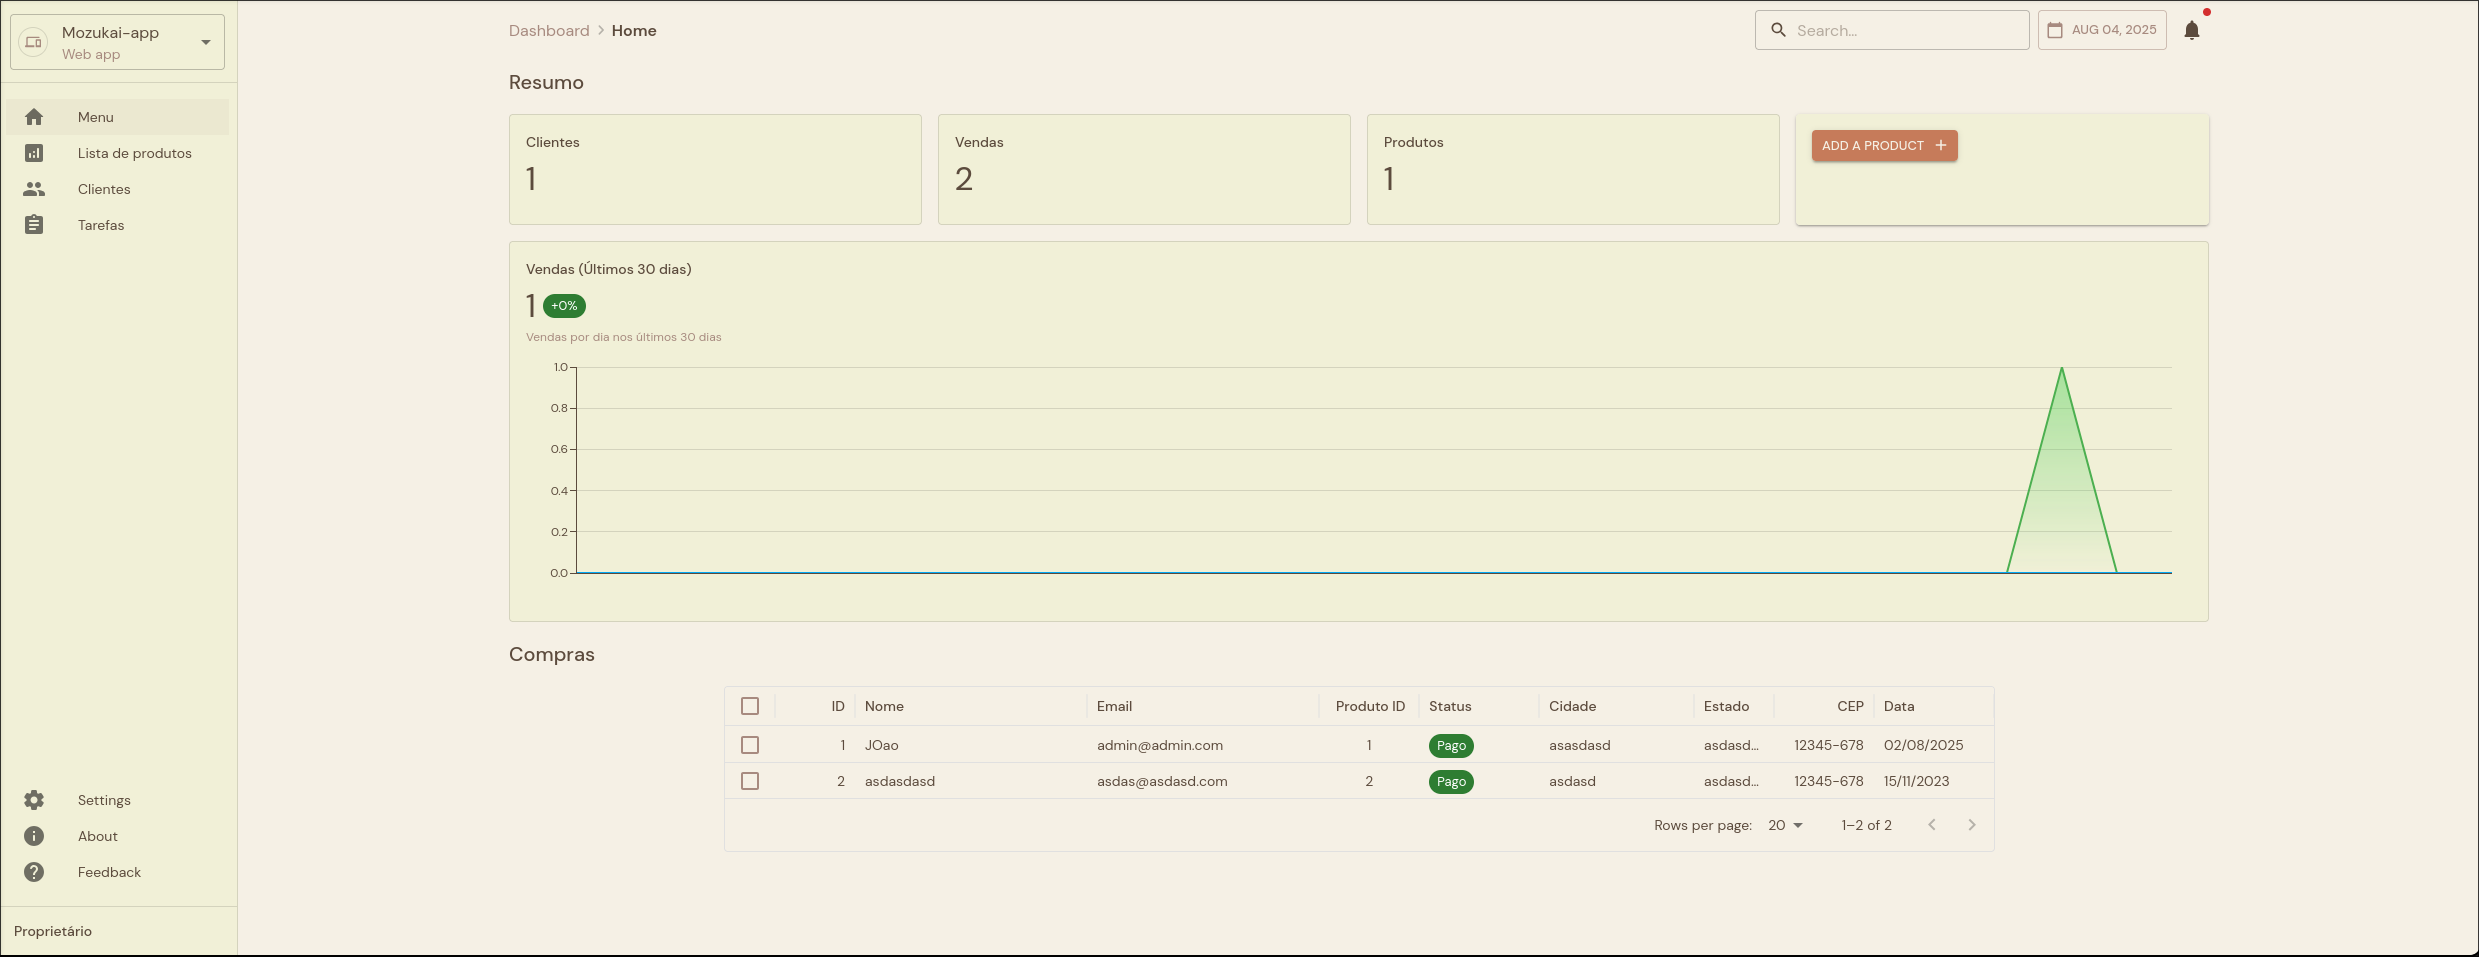 Mozukai-app
Web app
Menu
Lista de produtos
Clientes
Tarefas
Settings
About
Feedback
Proprietário
Dashboard > Home
Search...
AUG 04, 2025
Resumo
Clientes
1
Vendas
2
Produtos
1
ADD A PRODUCT +
Vendas (Últimos 30 dias)
1 +0%
Vendas por dia nos últimos 30 dias
1.0
0.8
0.6
0.4
0.2
0.0
Compras
ID Nome Email Produto ID Status Cidade Estado CEP Data
1 JOao admin@admin.com 1 Pago asasdasd asdasd... 12345-678 02/08/2025
2 asdasdasd asdas@asdasd.com 2 Pago asdasd asdasd... 12345-678 15/11/2023
Rows per page: 20 1–2 of 2